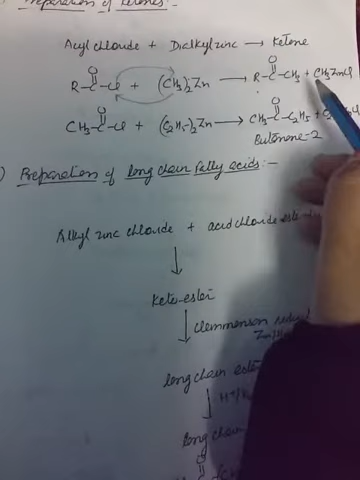 Preparation of Ketones :-
Acyl chloride + Dialkylzinc → Ketone
O O
R-C-Cl + (CH3)2Zn → R-C-CH3 + CH3ZnCl
O O
CH3-C-Cl + (C2H5-)2Zn → CH3-C-C2H5 +
Butenone-2
) Preparation of long chain fatty acids :-
Alkyl zinc chloride + acid chloride ester
↓
Keto-ester
↓ Clemmenson
long chain ester
↓ H+/
long chain
O